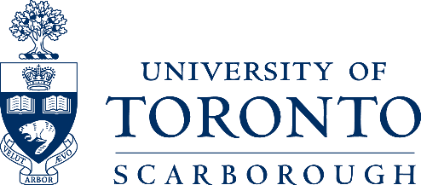 UNIVERSITY OF
TORONTO
SCARBOROUGH
VELUT
ARBOR
ÆVO